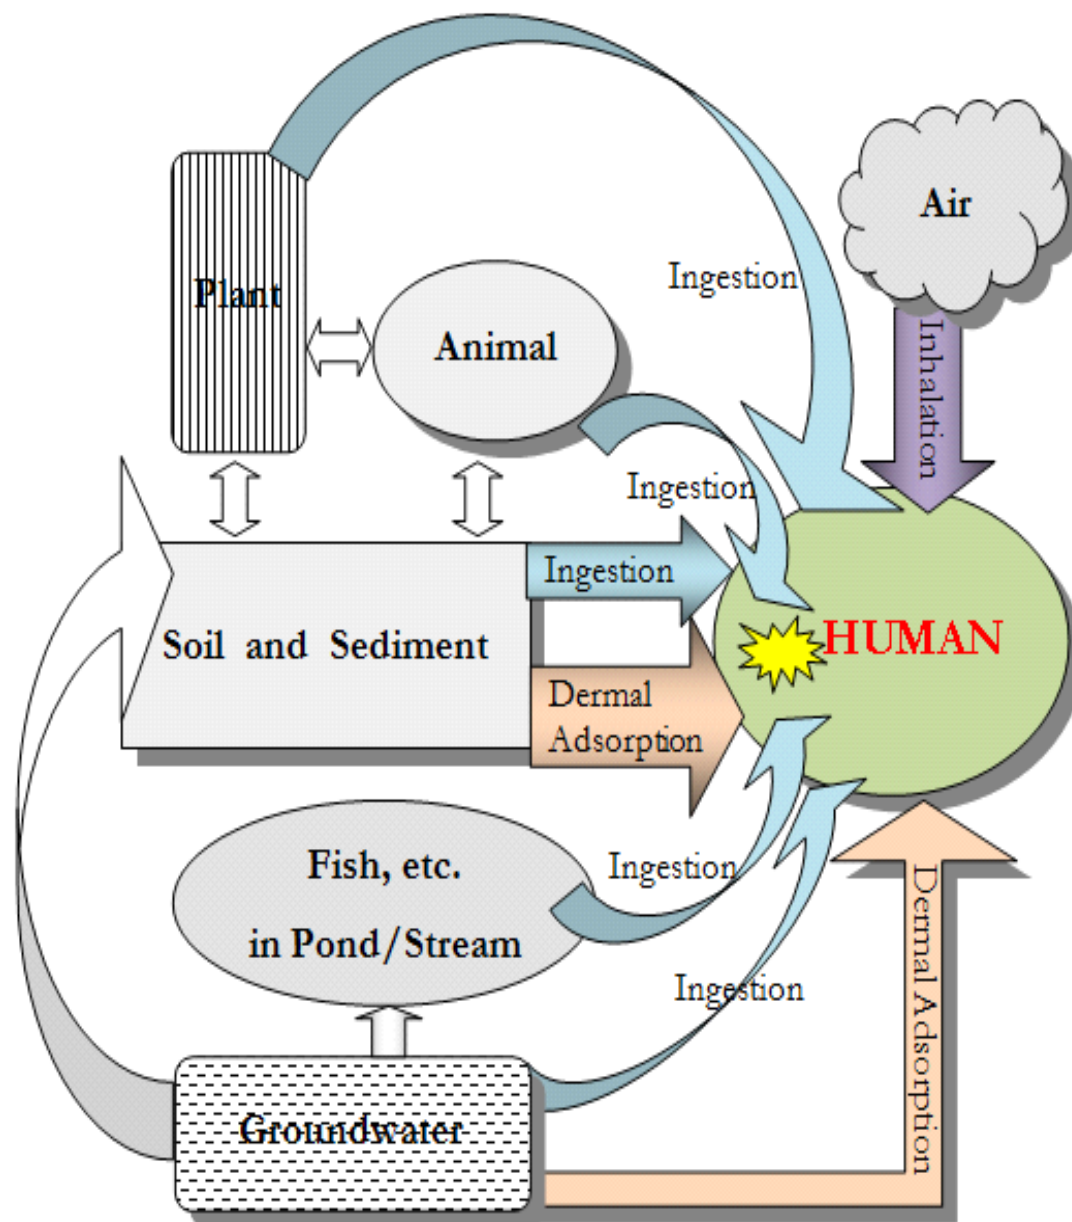 Air
Ingestion
Plant
Inhalation
Animal
Ingestion
Ingestion
Soil and Sediment
HUMAN
Dermal
Adsorption
Fish, etc.
in Pond/Stream
Ingestion
Ingestion
Dermal Adsorption
Groundwater